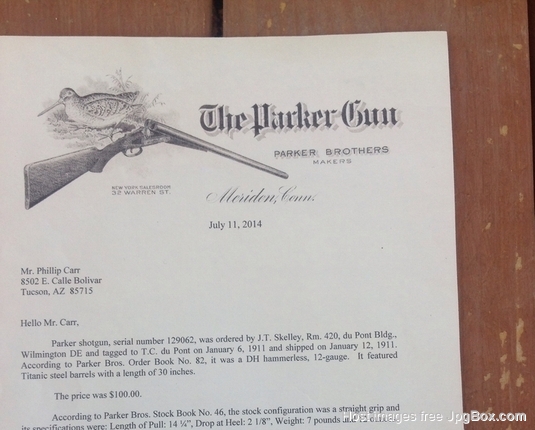 The Parker Gun
PARKER BROTHERS
MAKERS
NEW YORK SALESROOM
32 WARREN ST.
Meriden, Conn.
July 11, 2014
Mr. Phillip Carr
8502 E. Calle Bolivar
Tucson, AZ 85715
Hello Mr. Carr,
Parker shotgun, serial number 129062, was ordered by J.T. Skelley, Rm. 420, du Pont Bldg.,
Wilmington DE and tagged to T.C. du Pont on January 6, 1911 and shipped on January 12, 1911.
According to Parker Bros. Order Book No. 82, it was a DH hammerless, 12-gauge. It featured
Titanic steel barrels with a length of 30 inches.
The price was $100.00.
According to Parker Bros. Stock Book No. 46, the stock configuration was a straight grip and
its specifications were: Length of Pull: 14 ¼", Drop at Heel: 2 1/8", Weight: 7 pounds and
Host images free JpgBox.com